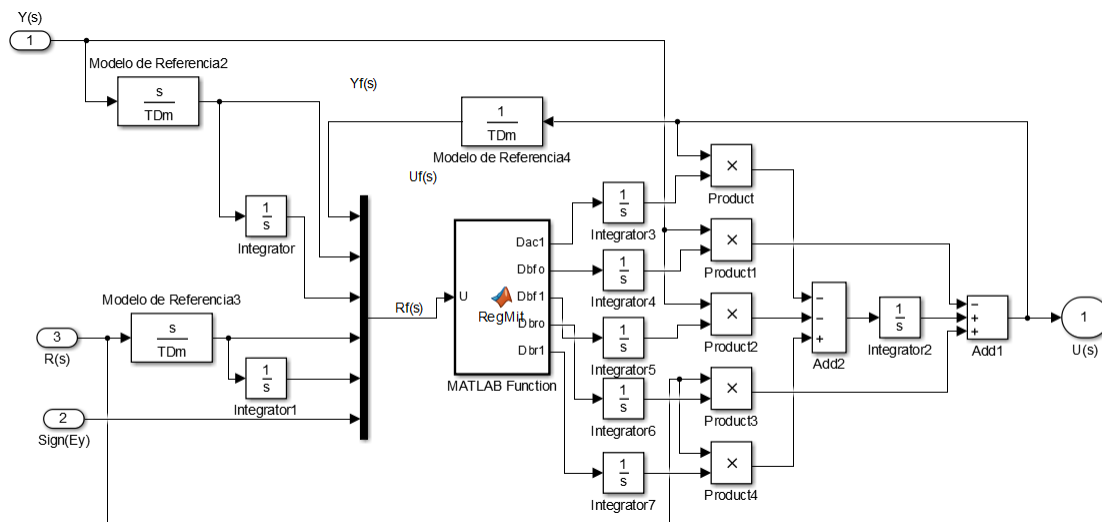 Y(s)
1
Modelo de Referencia2
s
TDm
Yf(s)
1
TDm
Modelo de Referencia4
Uf(s)
1
s
Integrator
Modelo de Referencia3
s
TDm
3
R(s)
1
s
Integrator1
2
Sign(Ey)
Rf(s)
U
RegMit
Dac1
Dbfo
Dbf1
Dbro
Dbr1
MATLAB Function
1
s
Integrator3
1
s
Integrator4
1
s
Integrator5
1
s
Integrator6
1
s
Integrator7
×
Product
×
Product1
×
Product2
×
Product3
×
Product4
−
−
+
Add2
1
s
Integrator2
−
+
+
Add1
1
U(s)